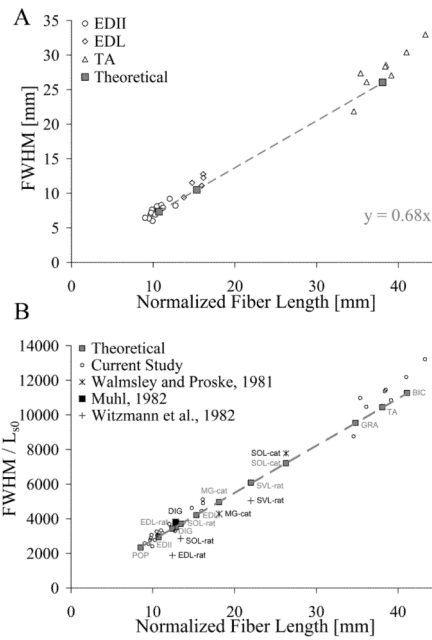 A
EDII
EDL
TA
Theoretical
35
30
25
20
15
10
5
0
FWHM [mm]
y = 0.68x
0 10 20 30 40
Normalized Fiber Length [mm]
B
14000
12000
10000
8000
6000
4000
2000
0
FWHM / Ls0
Theoretical
Current Study
Walmsley and Proske, 1981
Muhl, 1982
Witzmann et al., 1982
BIC
TA
GRA
SOL-cat
SOL-cat
SVL-rat
SVL-rat
MG-cat
MG-cat
DIG
EDL-rat
SOL-rat
EDL
DIG
SOL-rat
EDII
EDL-rat
POP
0 10 20 30 40
Normalized Fiber Length [mm]